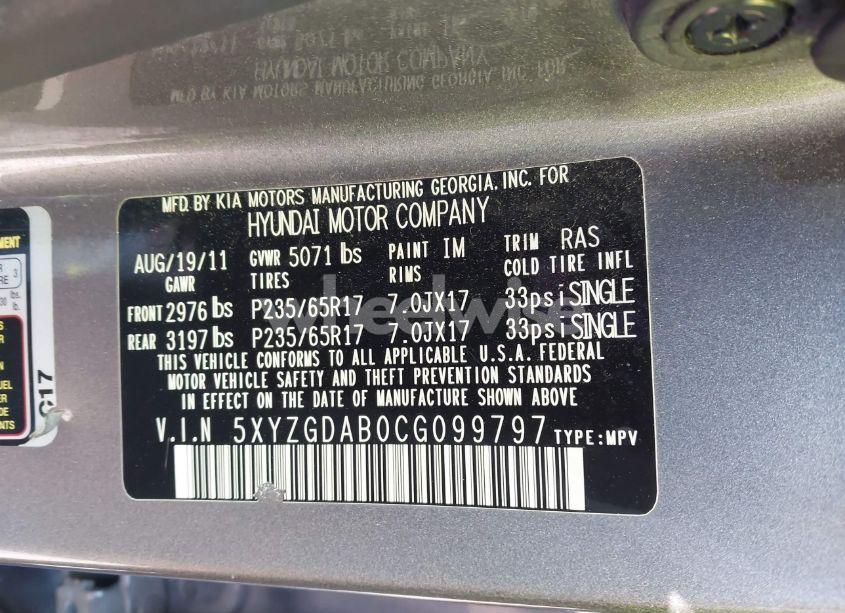 MFD. BY KIA MOTORS MANUFACTURING GEORGIA, INC. FOR
HYUNDAI MOTOR COMPANY
AUG/19/11 GVWR 5071 lbs PAINT IM TRIM RAS
GAWR TIRES RIMS COLD TIRE INFL
FRONT 2976 lbs P235/65R17 7.0JX17 33psi SINGLE
REAR 3197 lbs P235/65R17 7.0JX17 33psi SINGLE
THIS VEHICLE CONFORMS TO ALL APPLICABLE U.S.A. FEDERAL
MOTOR VEHICLE SAFETY AND THEFT PREVENTION STANDARDS
IN EFFECT ON THE DATE OF MANUFACTURE SHOWN ABOVE
V.I.N 5XYZGDAB0CG099797 TYPE:MPV
wheelwise